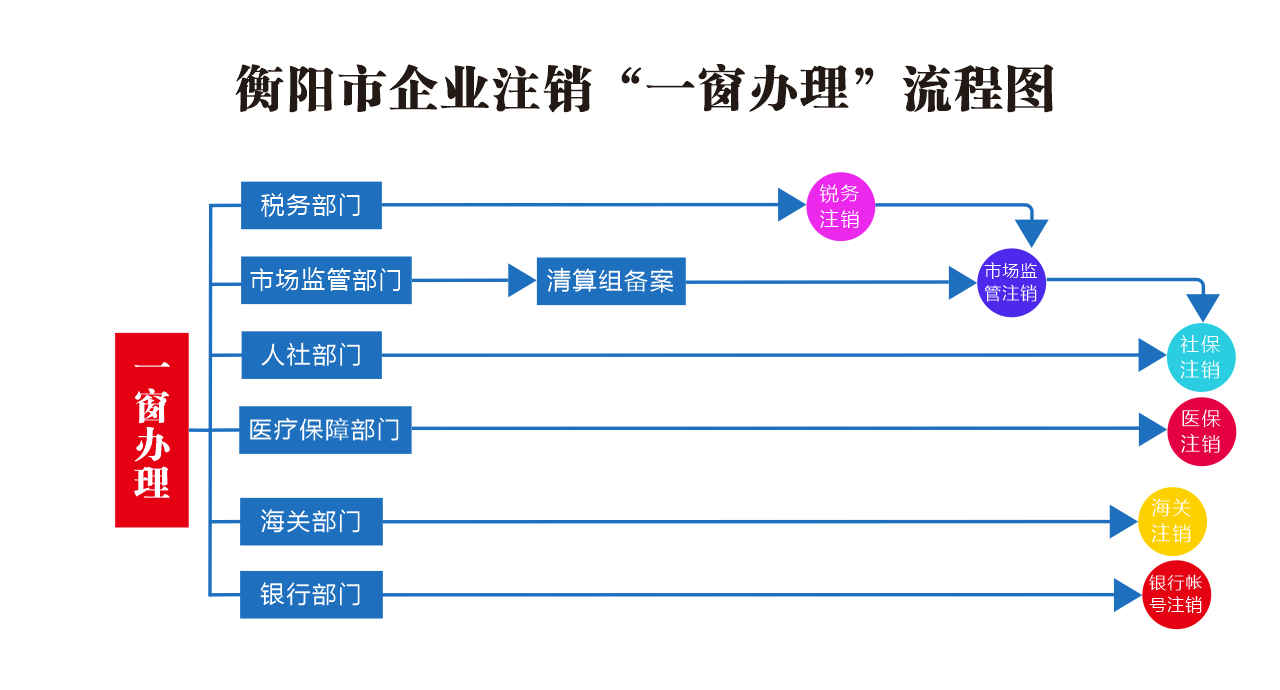 衡阳市企业注销“一窗办理”流程图
一窗办理
税务部门
锐务
注销
市场监管部门
清算组备案
市场监
管注销
人社部门
社保
注销
医疗保障部门
医保
注销
海关部门
海关
注销
银行部门
银行帐
号注销